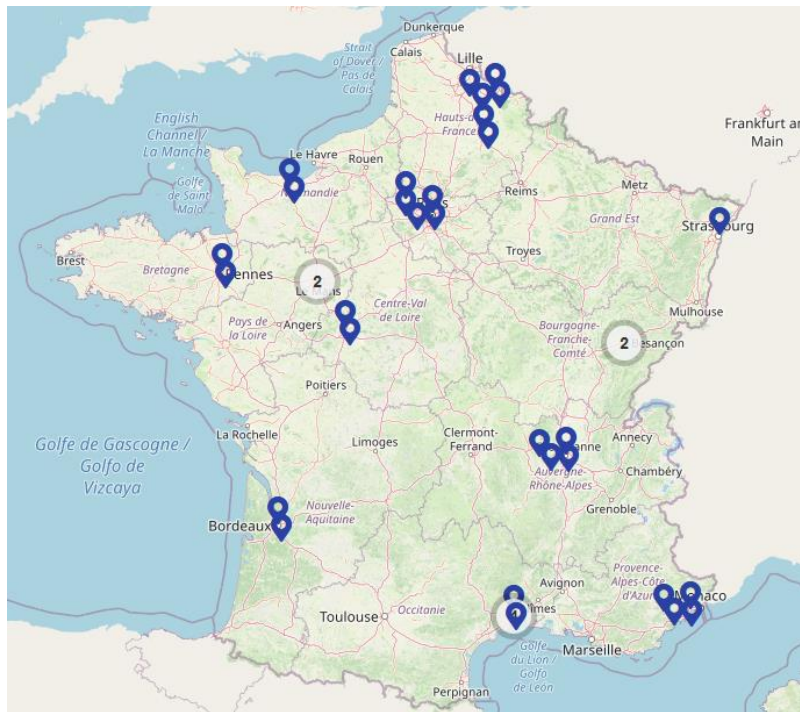 Dunkerque
Calais
Lille
Strait
of Dover /
Pas de
Calais
English
Channel /
La Manche
Hauts-d
France
Frankfurt am
Main
Le Havre
Rouen
Golfe
de Saint
Malo
Reims
Metz
Grand Est
Strasbourg
Troyes
Brest
Bretagne
2
Centre-Val
de Loire
Pays de
la Loire
Angers
Mulhouse
Bourgogne-
Franche-
Comté
2
Besançon
Poitiers
La Rochelle
Limoges
Clermont-
Ferrand
Annecy
Chambéry
Auvergne-
Rhône-Alpes
Grenoble
Golfe de Gascogne /
Golfo de
Vizcaya
Nouvelle-
Aquitaine
Bordeaux
Provence-
Alpes-Côte
d'Azur
Monaco
Avignon
Toulouse
Occitanie
Marseille
Golfe
du Lion /
Golfo
de León
Perpignan